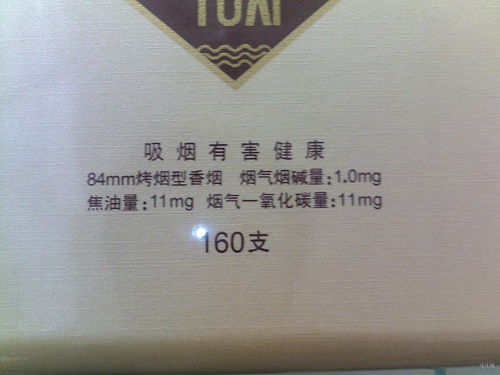 YUXI
吸烟有害健康
84mm烤烟型香烟 烟气烟碱量:1.0mg
焦油量:11mg 烟气一氧化碳量:11mg
160支